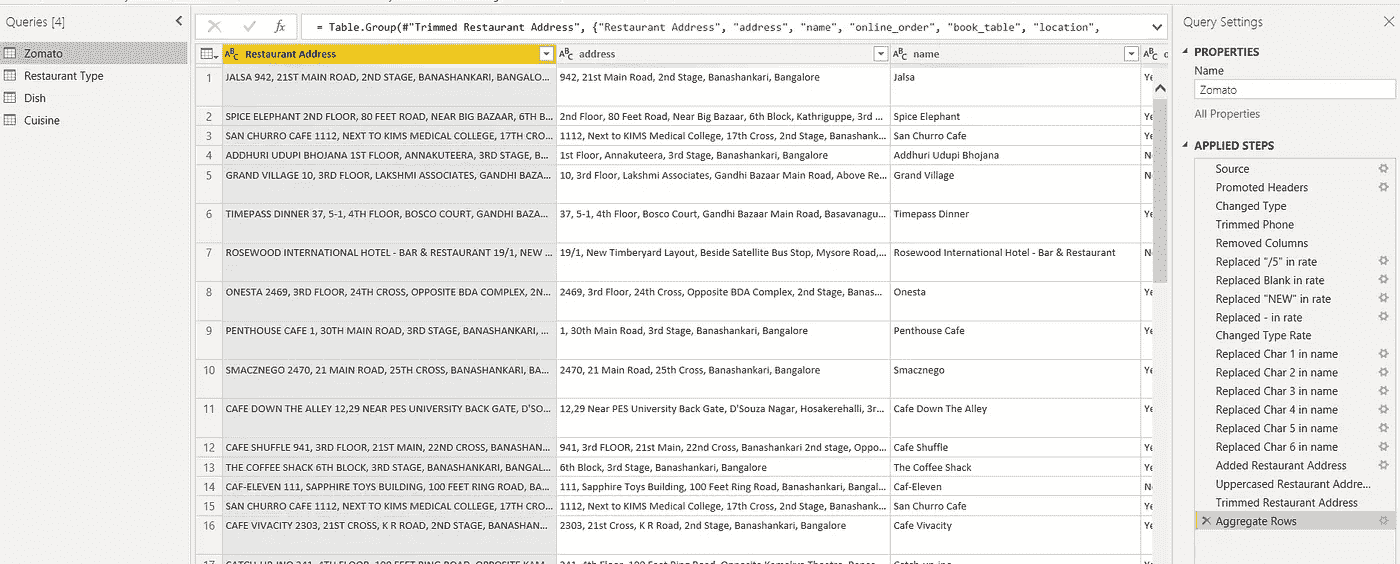 Queries [4]
Zomato
Restaurant Type
Dish
Cuisine
fx = Table.Group(#"Trimmed Restaurant Address", {"Restaurant Address", "address", "name", "online_order", "book_table", "location",
ABC Restaurant Address ABC address ABC name ABC
1 JALSA 942, 21ST MAIN ROAD, 2ND STAGE, BANASHANKARI, BANGALO... 942, 21st Main Road, 2nd Stage, Banashankari, Bangalore Jalsa Ye
2 SPICE ELEPHANT 2ND FLOOR, 80 FEET ROAD, NEAR BIG BAZAAR, 6TH B... 2nd Floor, 80 Feet Road, Near Big Bazaar, 6th Block, Kathriguppe, 3rd ... Spice Elephant Ye
3 SAN CHURRO CAFE 1112, NEXT TO KIMS MEDICAL COLLEGE, 17TH CRO... 1112, Next to KIMS Medical College, 17th Cross, 2nd Stage, Banashank... San Churro Cafe Ye
4 ADDHURI UDUPI BHOJANA 1ST FLOOR, ANNAKUTEERA, 3RD STAGE, B... 1st Floor, Annakuteera, 3rd Stage, Banashankari, Bangalore Addhuri Udupi Bhojana N
5 GRAND VILLAGE 10, 3RD FLOOR, LAKSHMI ASSOCIATES, GANDHI BAZA... 10, 3rd Floor, Lakshmi Associates, Gandhi Bazaar Main Road, Above Re... Grand Village N
6 TIMEPASS DINNER 37, 5-1, 4TH FLOOR, BOSCO COURT, GANDHI BAZA... 37, 5-1, 4th Floor, Bosco Court, Gandhi Bazaar Main Road, Basavanagu... Timepass Dinner Ye
7 ROSEWOOD INTERNATIONAL HOTEL - BAR & RESTAURANT 19/1, NEW ... 19/1, New Timberyard Layout, Beside Satellite Bus Stop, Mysore Road,... Rosewood International Hotel - Bar & Restaurant N
8 ONESTA 2469, 3RD FLOOR, 24TH CROSS, OPPOSITE BDA COMPLEX, 2N... 2469, 3rd Floor, 24th Cross, Opposite BDA Complex, 2nd Stage, Banas... Onesta Ye
9 PENTHOUSE CAFE 1, 30TH MAIN ROAD, 3RD STAGE, BANASHANKARI, ... 1, 30th Main Road, 3rd Stage, Banashankari, Bangalore Penthouse Cafe Ye
10 SMACZNEGO 2470, 21 MAIN ROAD, 25TH CROSS, BANASHANKARI, BA... 2470, 21 Main Road, 25th Cross, Banashankari, Bangalore Smacznego Ye
11 CAFE DOWN THE ALLEY 12,29 NEAR PES UNIVERSITY BACK GATE, D'SO... 12,29 Near PES University Back Gate, D'Souza Nagar, Hosakerehalli, 3r... Cafe Down The Alley Ye
12 CAFE SHUFFLE 941, 3RD FLOOR, 21ST MAIN, 22ND CROSS, BANASHAN... 941, 3rd FLOOR, 21st Main, 22nd Cross, Banashankari 2nd stage, Oppo... Cafe Shuffle Ye
13 THE COFFEE SHACK 6TH BLOCK, 3RD STAGE, BANASHANKARI, BANGAL... 6th Block, 3rd Stage, Banashankari, Bangalore The Coffee Shack Ye
14 CAF-ELEVEN 111, SAPPHIRE TOYS BUILDING, 100 FEET RING ROAD, BA... 111, Sapphire Toys Building, 100 Feet Ring Road, Banashankari, Bangal... Caf-Eleven N
15 SAN CHURRO CAFE 1112, NEXT TO KIMS MEDICAL COLLEGE, 17TH CRO... 1112, Next to KIMS Medical College, 17th Cross, 2nd Stage, Banashank... San Churro Cafe Ye
16 CAFE VIVACITY 2303, 21ST CROSS, K R ROAD, 2ND STAGE, BANASHAN... 2303, 21st Cross, K R Road, 2nd Stage, Banashankari, Bangalore Cafe Vivacity Ye
Query Settings
PROPERTIES
Name
Zomato
All Properties
APPLIED STEPS
Source
Promoted Headers
Changed Type
Trimmed Phone
Removed Columns
Replaced "/5" in rate
Replaced Blank in rate
Replaced "NEW" in rate
Replaced - in rate
Changed Type Rate
Replaced Char 1 in name
Replaced Char 2 in name
Replaced Char 3 in name
Replaced Char 4 in name
Replaced Char 5 in name
Replaced Char 6 in name
Added Restaurant Address
Uppercased Restaurant Addre...
Trimmed Restaurant Address
Aggregate Rows